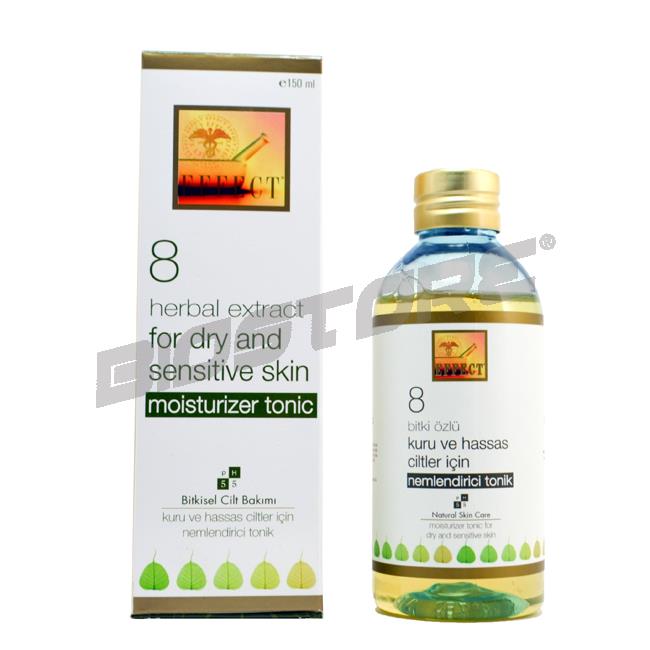 ℮150 ml
EFFECT
8
herbal extract
for dry and
sensitive skin
moisturizer tonic
pH
5 5
Bitkisel Cilt Bakımı
kuru ve hassas ciltler için
nemlendirici tonik
EFFECT
8
bitki özlü
kuru ve hassas
ciltler için
nemlendirici tonik
pH
5 5
Natural Skin Care
moisturizer tonic for
dry and sensitive skin
BIGSTORE®